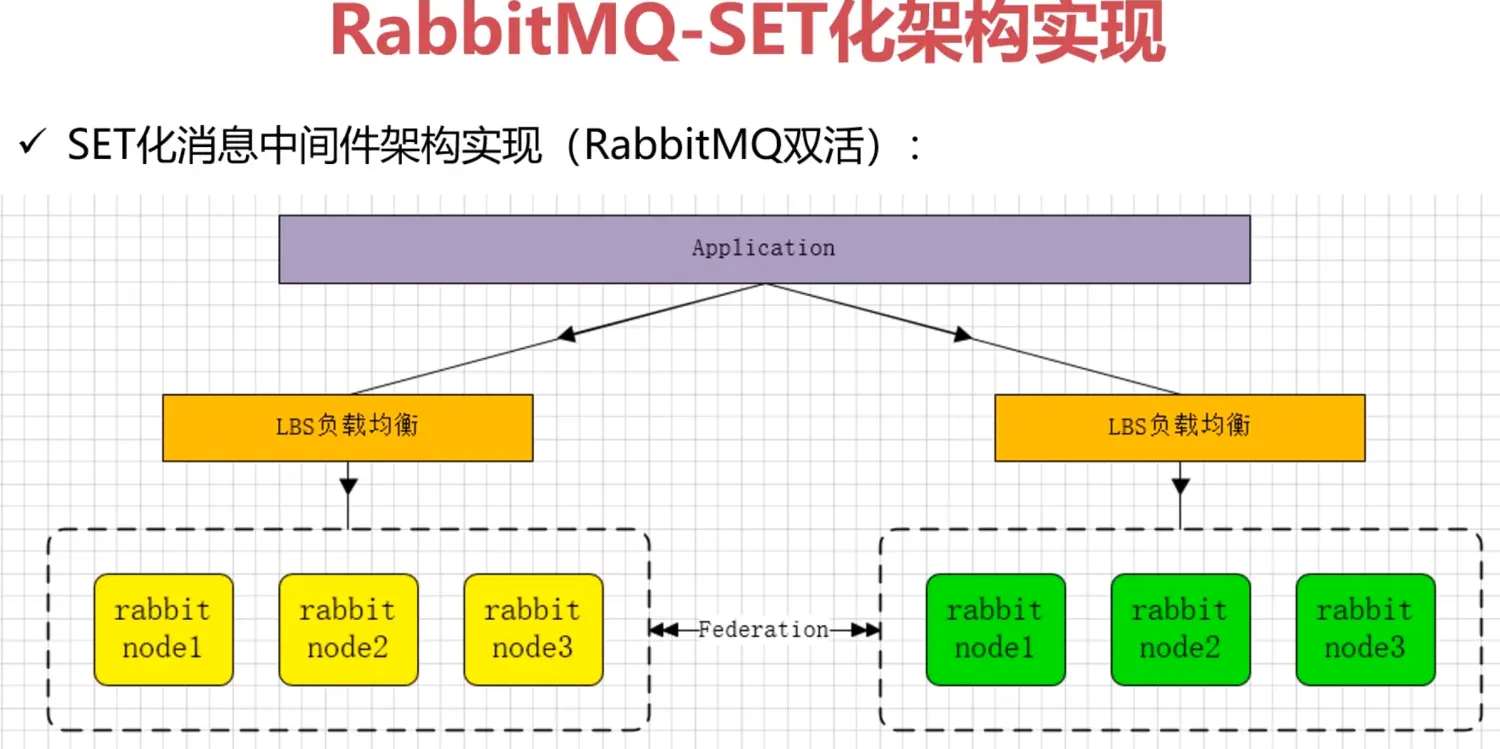 RabbitMQ-SET化架构实现
✓ SET化消息中间件架构实现（RabbitMQ双活）：
Application
LBS负载均衡
LBS负载均衡
rabbit
node1
rabbit
node2
rabbit
node3
Federation
rabbit
node1
rabbit
node2
rabbit
node3